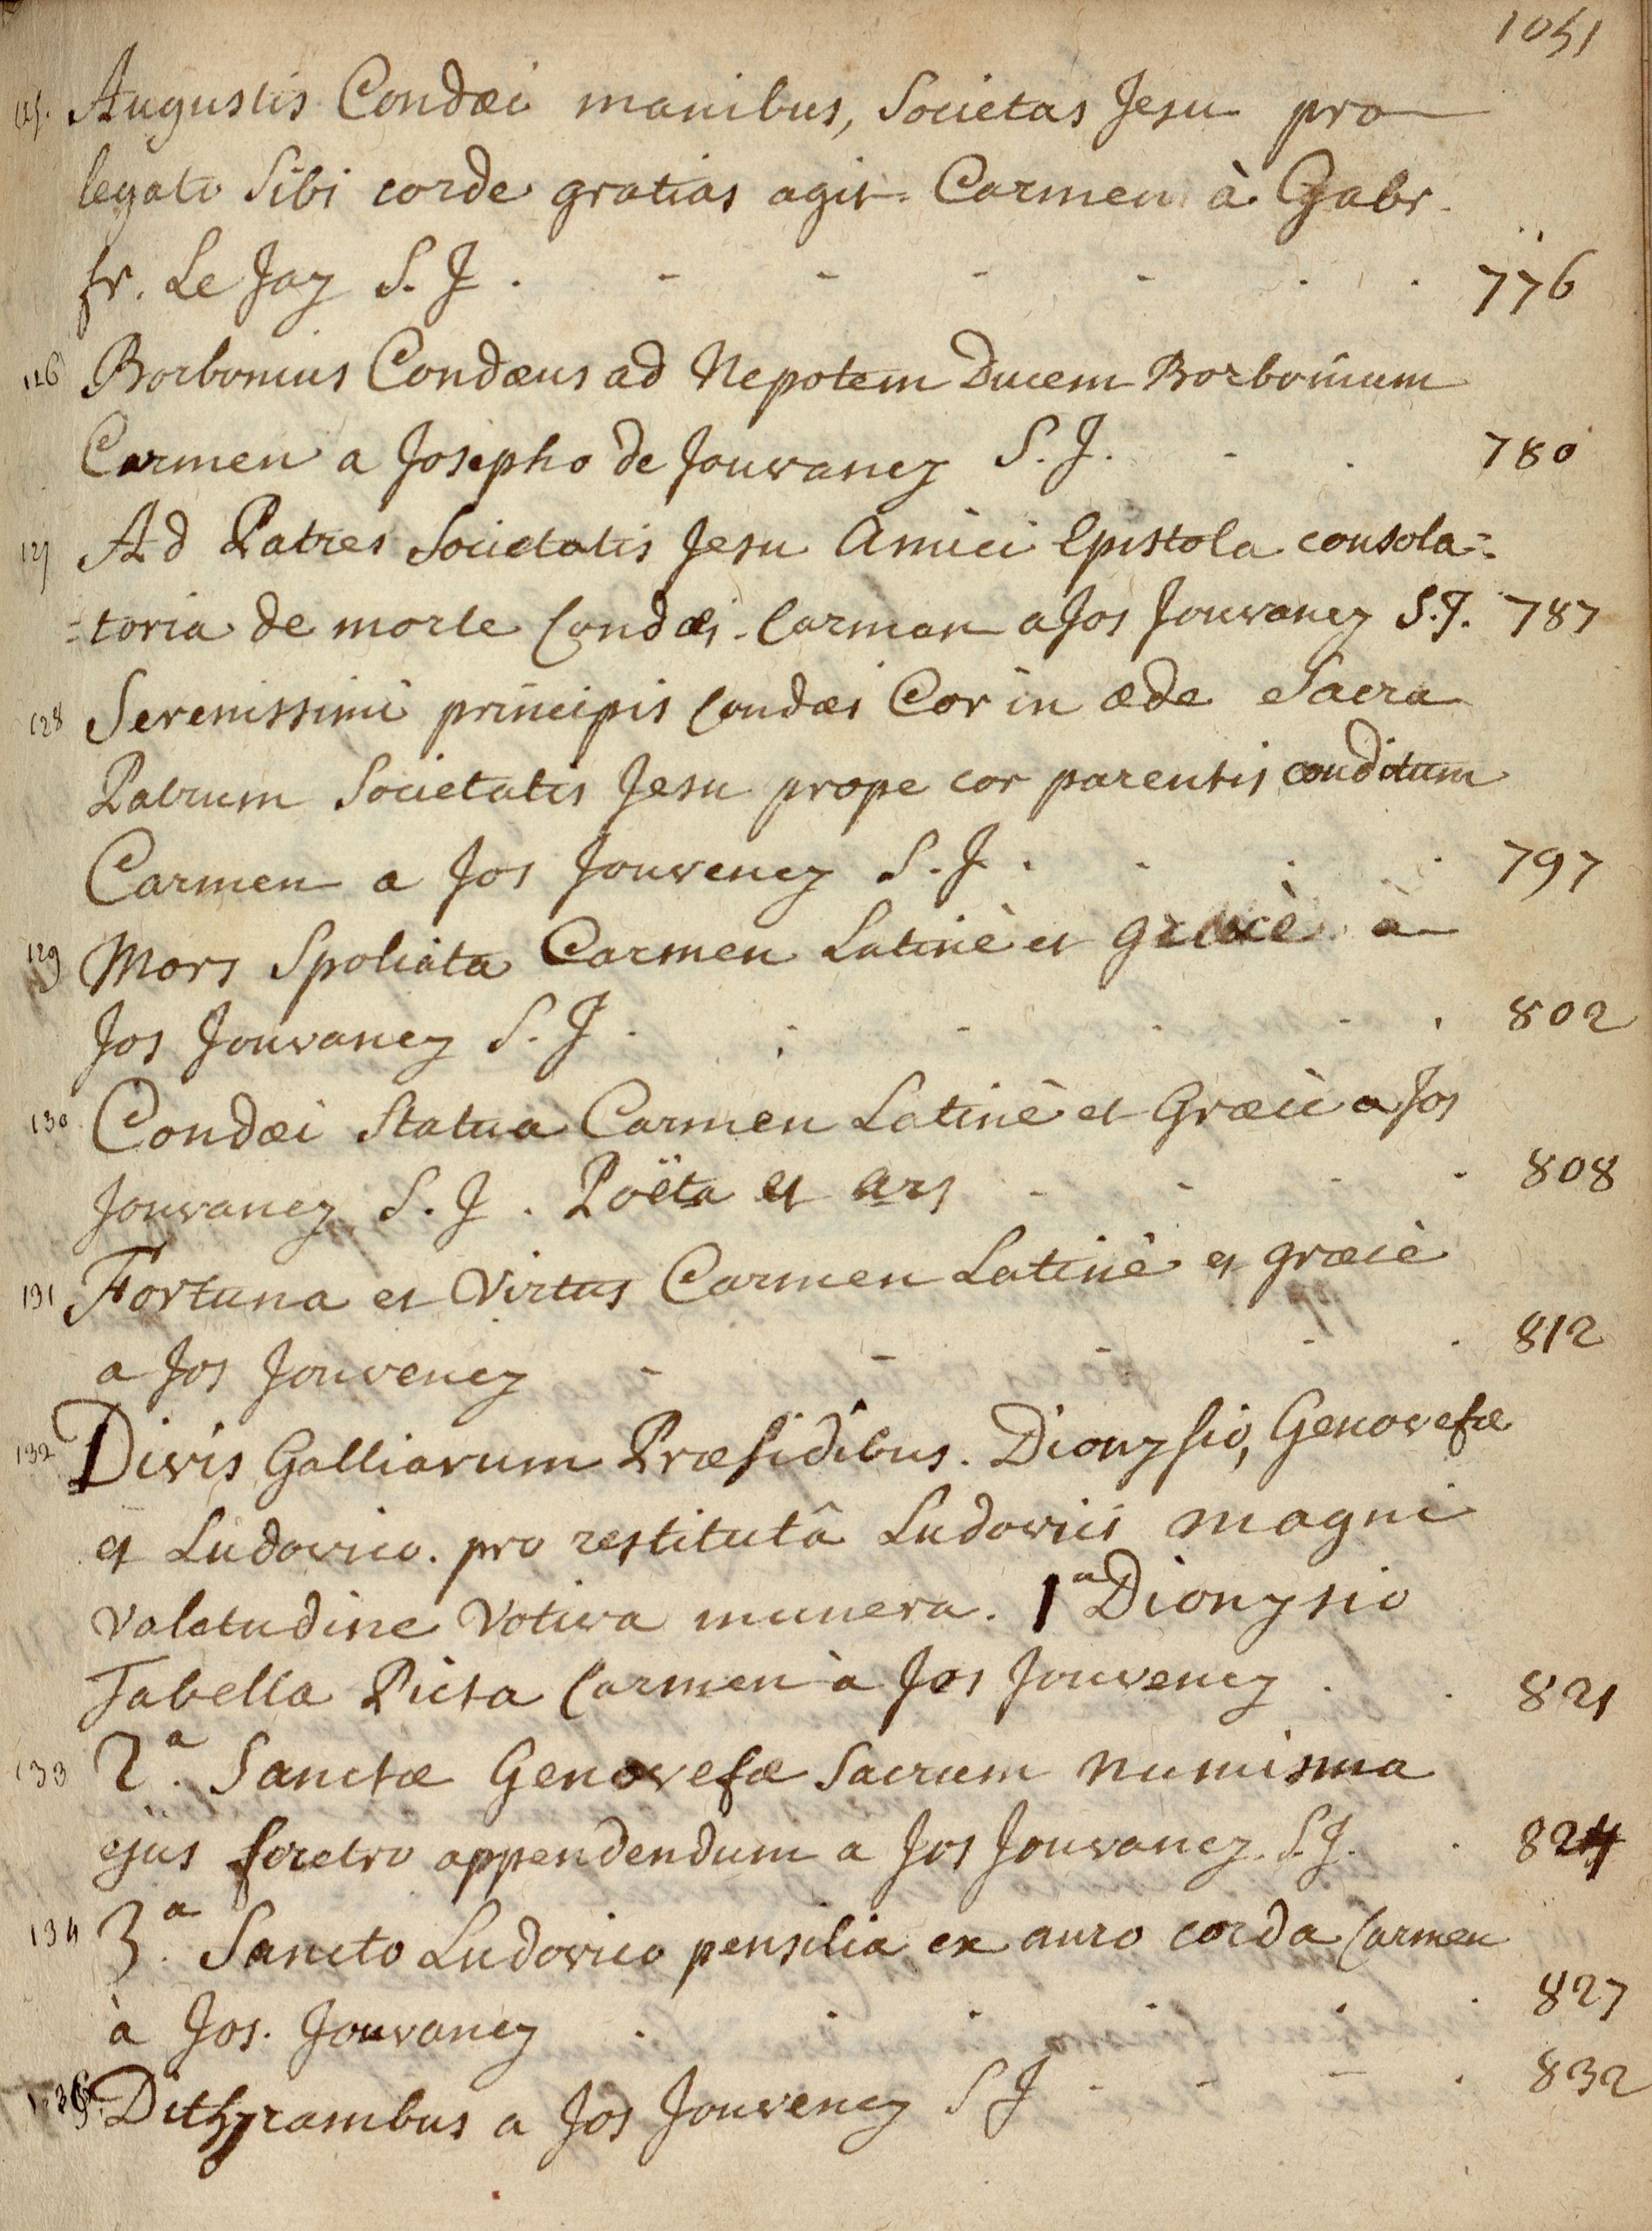 1051
125. Augustis Condæi manibus, Societas Jesu pro
legato Sibi corde gratias agit. Carmen à Gabr.
fr. Le Jay S. J. . - - - - . . 776
126 Borbonius Condæus ad Nepotem Ducem Borbonium
Carmen a Josepho de Jouvancy S. J. - . 780
127 Ad Patres Societatis Jesu Amici Epistola consola=
=toria de morte Condæi. Carmen a Jos Jouvancy S.J. 787
128 Serenissimi principis Condæi Cor in æde Sacra
Patrum Societatis Jesu prope cor parentis conditum
Carmen a Jos Jouvency S. J. . - . . 797
129 Mors Spoliata Carmen Latinè et græcè à
Jos Jouvancy S. J. . - - - - . 802
130 Condæi Statua Carmen Latinè et Græcè a Jos
Jouvancy S. J. Poëta et ars - - - . 808
131 Fortuna et Virtus Carmen Latinè et græcè
a Jos Jouvency - - - - . 812
132 Divis Galliarum Præsidibus. Dionysio, Genovefæ
et Ludovico. pro restitutâ Ludovici magni
valetudine votiva munera. 1ª Dionysio
Tabella Picta Carmen à Jos Jouvency . . 821
133 2ª. Sanctæ Genovefæ Sacrum numisma
ejus feretro appendendum a Jos Jouvancy. S.J. . 824
134 3ª. Sancto Ludovico pensilia ex auro corda Carmen
à Jos. Jouvancy . . . . . . 827
Dithyrambus a Jos Jouvency S J - - - . 832